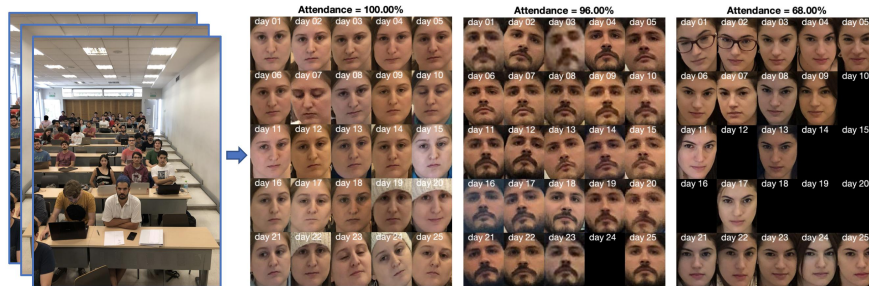 Attendance = 100.00%
day 01 day 02 day 03 day 04 day 05
day 06 day 07 day 08 day 09 day 10
day 11 day 12 day 13 day 14 day 15
day 16 day 17 day 18 day 19 day 20
day 21 day 22 day 23 day 24 day 25
Attendance = 96.00%
day 01 day 02 day 03 day 04 day 05
day 06 day 07 day 08 day 09 day 10
day 11 day 12 day 13 day 14 day 15
day 16 day 17 day 18 day 19 day 20
day 21 day 22 day 23 day 24 day 25
Attendance = 68.00%
day 01 day 02 day 03 day 04 day 05
day 06 day 07 day 08 day 09 day 10
day 11 day 12 day 13 day 14 day 15
day 16 day 17 day 18 day 19 day 20
day 21 day 22 day 23 day 24 day 25